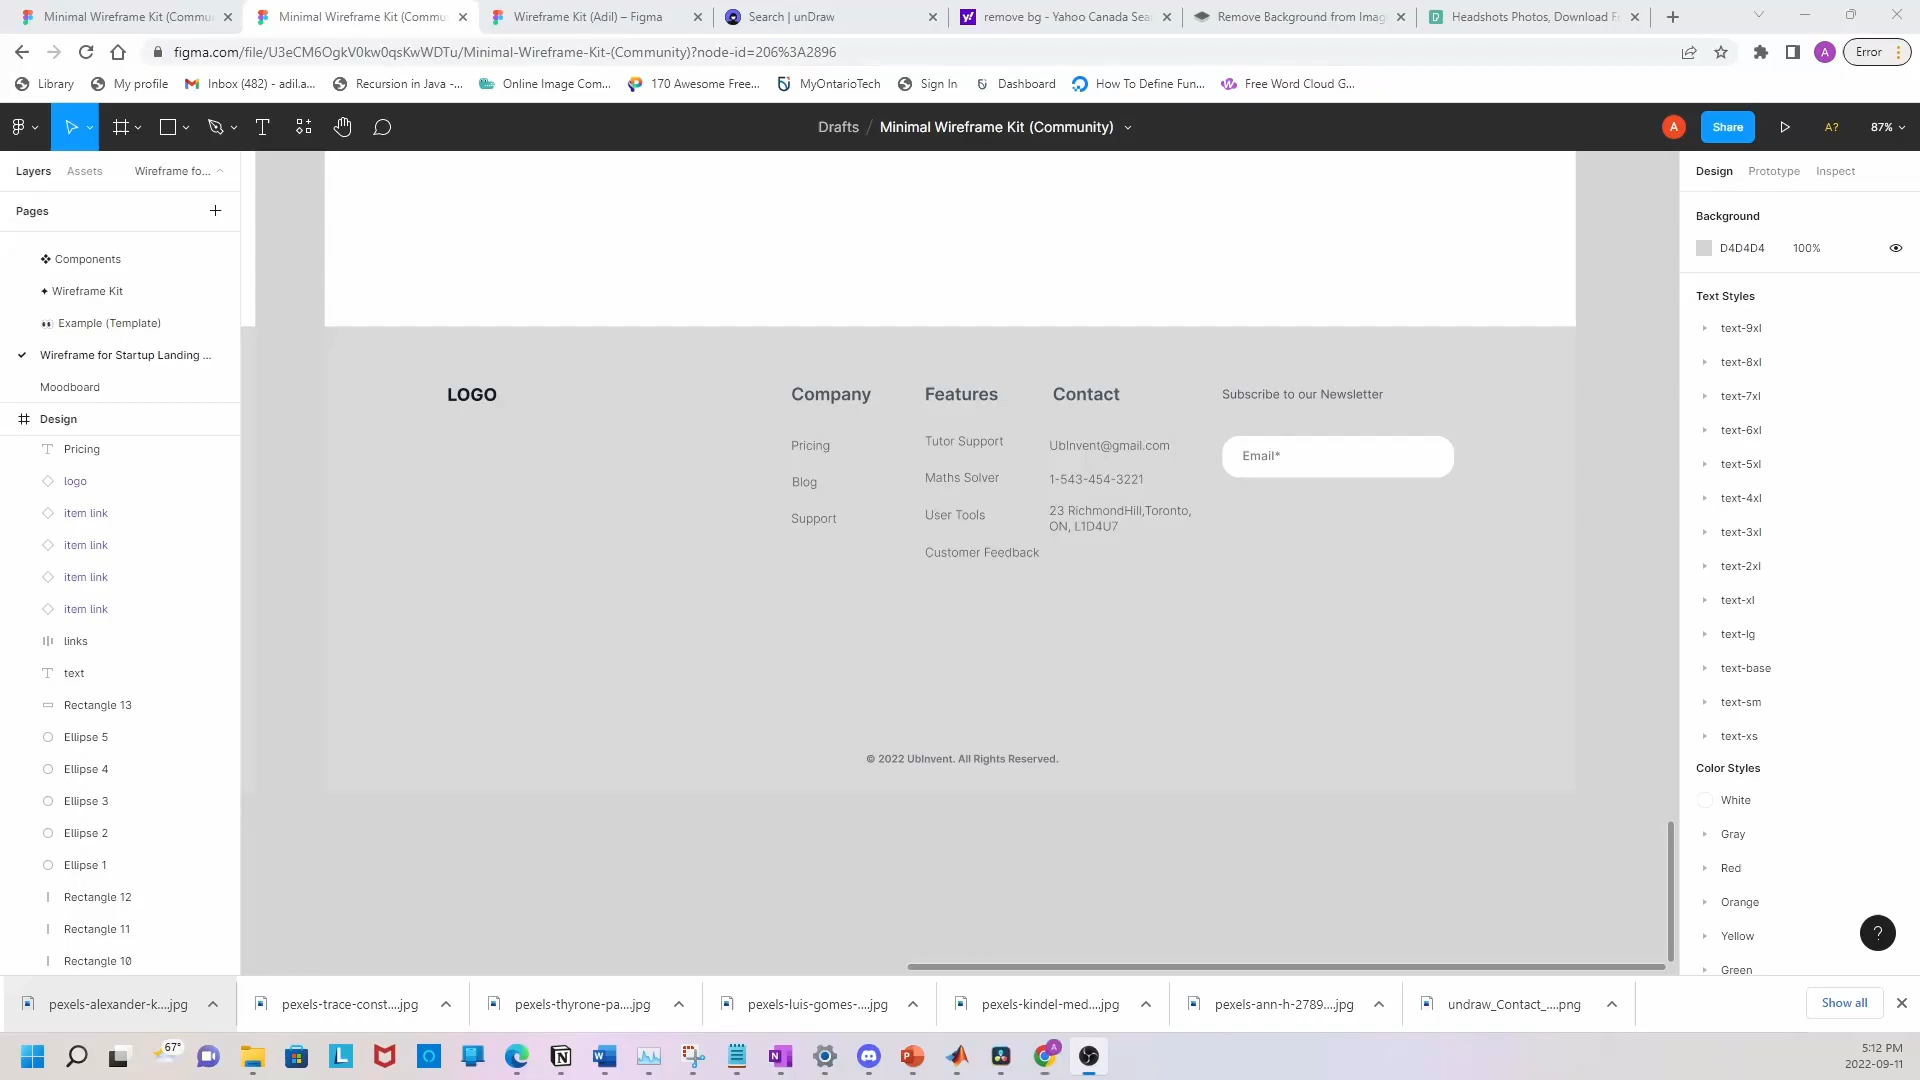 Minimal Wireframe Kit (Commu
Minimal Wireframe Kit (Commu
Wireframe Kit (Adil) – Figma
Search | unDraw
remove bg - Yahoo Canada Sea
Remove Background from Imag
Headshots Photos, Download F
figma.com/file/U3eCM6OgkV0kw0qsKwWDTu/Minimal-Wireframe-Kit-(Community)?node-id=206%3A2896
A
Error
Library
My profile
Inbox (482) - adil.a...
Recursion in Java -...
Online Image Com...
170 Awesome Free...
MyOntarioTech
Sign In
Dashboard
How To Define Fun...
Free Word Cloud G...
Drafts / Minimal Wireframe Kit (Community)
A
Share
A?
87%
Layers
Assets
Wireframe fo...
Pages
Components
Wireframe Kit
Example (Template)
Wireframe for Startup Landing ...
Moodboard
Design
Pricing
logo
item link
item link
item link
item link
links
text
Rectangle 13
Ellipse 5
Ellipse 4
Ellipse 3
Ellipse 2
Ellipse 1
Rectangle 12
Rectangle 11
Rectangle 10
LOGO
Company
Pricing
Blog
Support
Features
Tutor Support
Maths Solver
User Tools
Customer Feedback
Contact
UbInvent@gmail.com
1-543-454-3221
23 RichmondHill,Toronto,
ON, L1D4U7
Subscribe to our Newsletter
Email*
© 2022 UbInvent. All Rights Reserved.
Design
Prototype
Inspect
Background
D4D4D4
100%
Text Styles
text-9xl
text-8xl
text-7xl
text-6xl
text-5xl
text-4xl
text-3xl
text-2xl
text-xl
text-lg
text-base
text-sm
text-xs
Color Styles
White
Gray
Red
Orange
Yellow
Green
?
pexels-alexander-k....jpg
pexels-trace-const....jpg
pexels-thyrone-pa....jpg
pexels-luis-gomes-....jpg
pexels-kindel-med....jpg
pexels-ann-h-2789....jpg
undraw_Contact_....png
Show all
67°
5:12 PM
2022-09-11